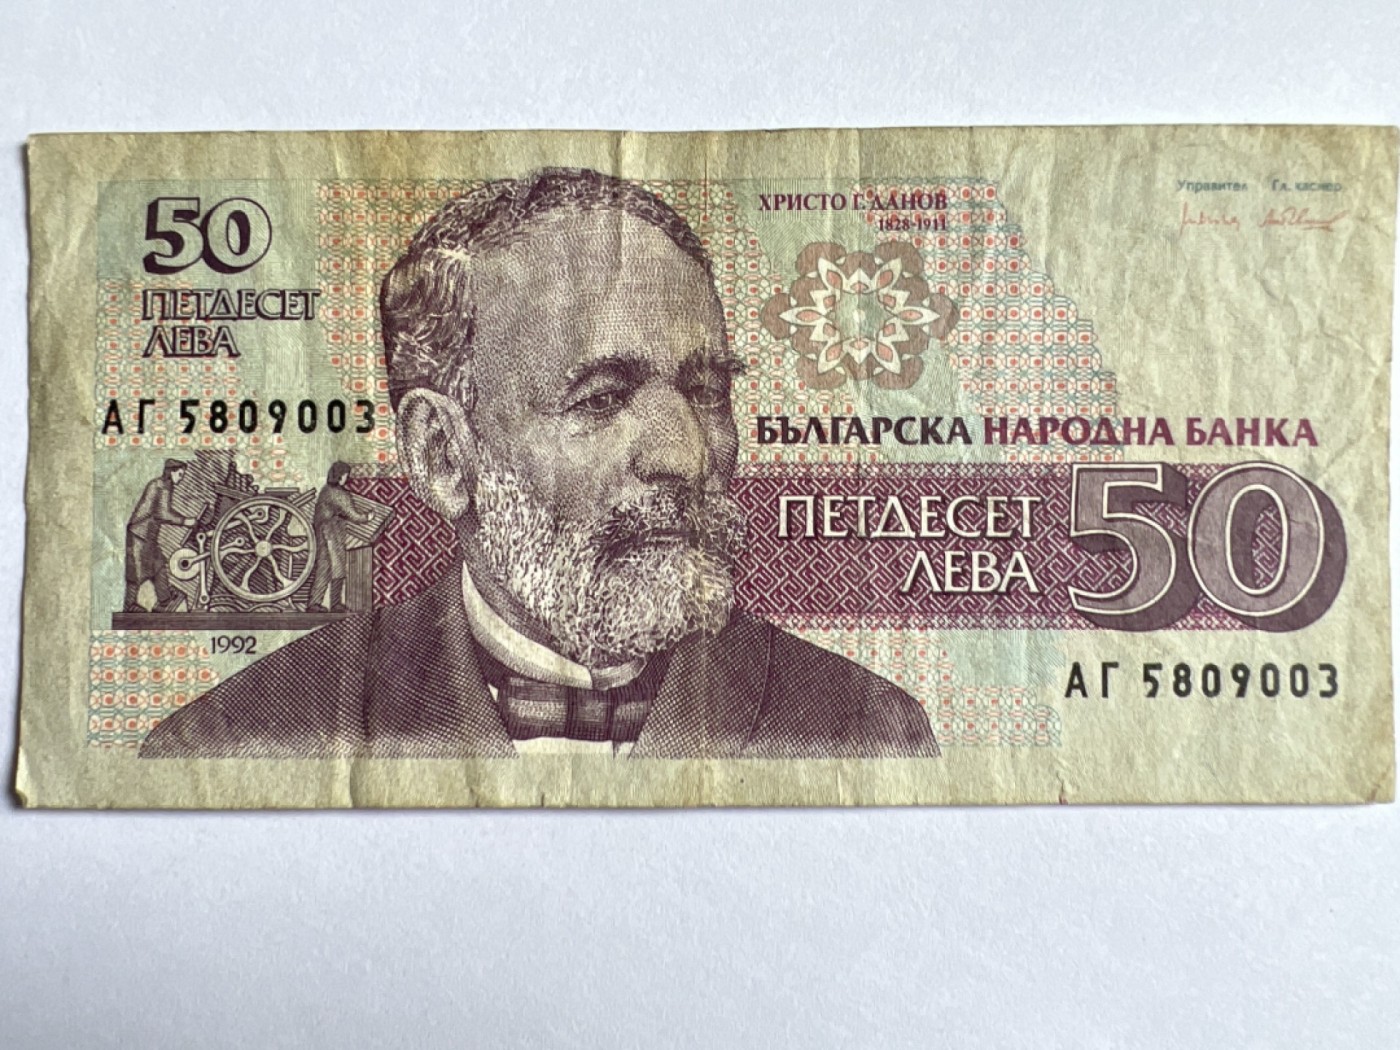 50
ПЕТДЕСЕТ
ЛЕВА
АГ 5809003
1992
ХРИСТО Г. ДАНОВ
1828-1911
Управител Гл. касиер
БЪЛГАРСКА НАРОДНА БАНКА
ПЕТДЕСЕТ
ЛЕВА
50
АГ 5809003